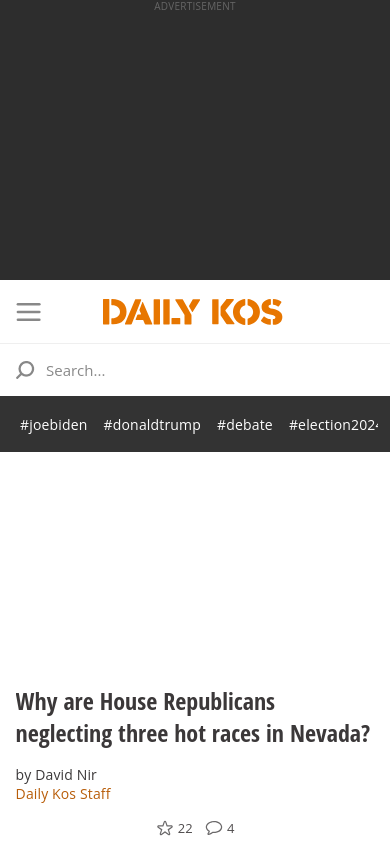 ADVERTISEMENT
DAILY KOS
Search...
#joebiden #donaldtrump #debate #election2024
Why are House Republicans
neglecting three hot races in Nevada?
by David Nir
Daily Kos Staff
22 4